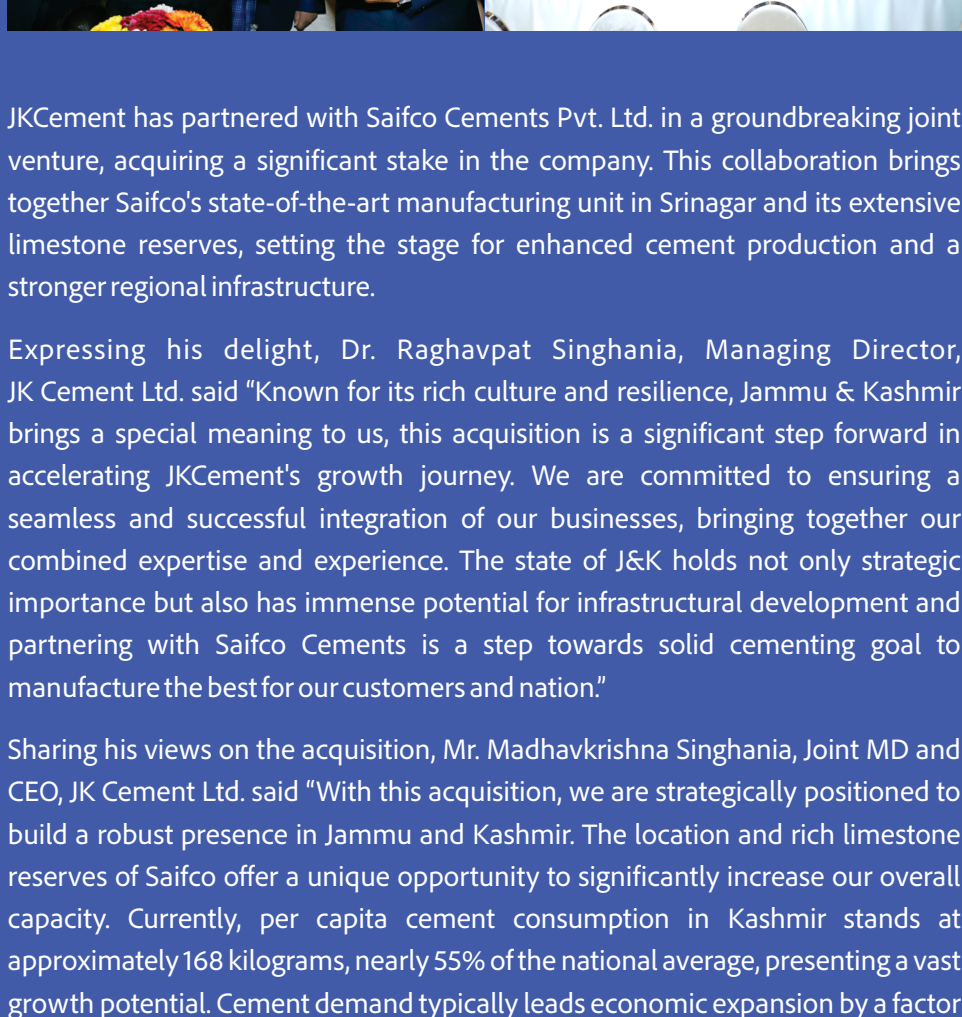 JKCement has partnered with Saifco Cements Pvt. Ltd. in a groundbreaking joint
venture, acquiring a significant stake in the company. This collaboration brings
together Saifco's state-of-the-art manufacturing unit in Srinagar and its extensive
limestone reserves, setting the stage for enhanced cement production and a
stronger regional infrastructure.
Expressing his delight, Dr. Raghavpat Singhania, Managing Director,
JK Cement Ltd. said “Known for its rich culture and resilience, Jammu & Kashmir
brings a special meaning to us, this acquisition is a significant step forward in
accelerating JKCement's growth journey. We are committed to ensuring a
seamless and successful integration of our businesses, bringing together our
combined expertise and experience. The state of J&K holds not only strategic
importance but also has immense potential for infrastructural development and
partnering with Saifco Cements is a step towards solid cementing goal to
manufacture the best for our customers and nation.”
Sharing his views on the acquisition, Mr. Madhavkrishna Singhania, Joint MD and
CEO, JK Cement Ltd. said “With this acquisition, we are strategically positioned to
build a robust presence in Jammu and Kashmir. The location and rich limestone
reserves of Saifco offer a unique opportunity to significantly increase our overall
capacity. Currently, per capita cement consumption in Kashmir stands at
approximately 168 kilograms, nearly 55% of the national average, presenting a vast
growth potential. Cement demand typically leads economic expansion by a factor